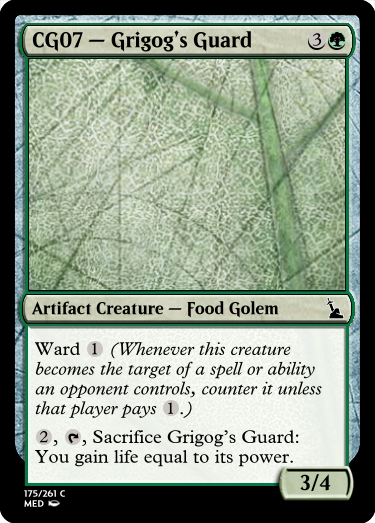 CG07 — Grigog's Guard 3
Artifact Creature — Food Golem
Ward 1 (Whenever this creature
becomes the target of a spell or ability
an opponent controls, counter it unless
that player pays 1.)
2, , Sacrifice Grigog's Guard:
You gain life equal to its power.
3/4
175/261 C
MED